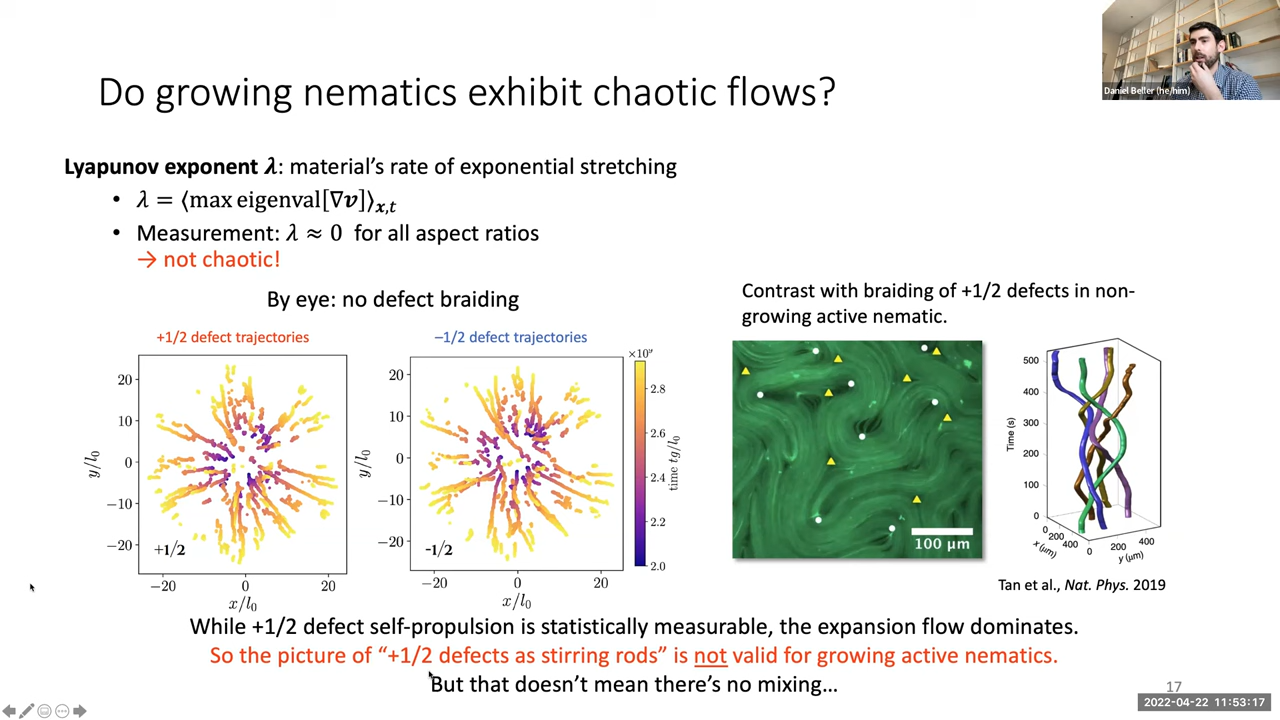 Daniel Beller (he/him)
Do growing nematics exhibit chaotic flows?
Lyapunov exponent λ: material's rate of exponential stretching
• λ = ⟨max eigenval[∇v]⟩x,t
• Measurement: λ ≈ 0 for all aspect ratios
→ not chaotic!
By eye: no defect braiding
+1/2 defect trajectories
−1/2 defect trajectories
20
10
0
−10
−20
y/l0
+1/2
−20
0
20
x/l0
20
10
0
−10
−20
y/l0
-1/2
−20
0
20
x/l0
2.8
2.6
2.4
2.2
2.0
time tg/l0
Contrast with braiding of +1/2 defects in non-
growing active nematic.
100 μm
500
400
300
200
100
0
Time (s)
0
200
400
x (μm)
0
200
400
y (μm)
Tan et al., Nat. Phys. 2019
While +1/2 defect self-propulsion is statistically measurable, the expansion flow dominates.
So the picture of “+1/2 defects as stirring rods” is not valid for growing active nematics.
But that doesn't mean there's no mixing…
17
2022-04-22 11:53:17